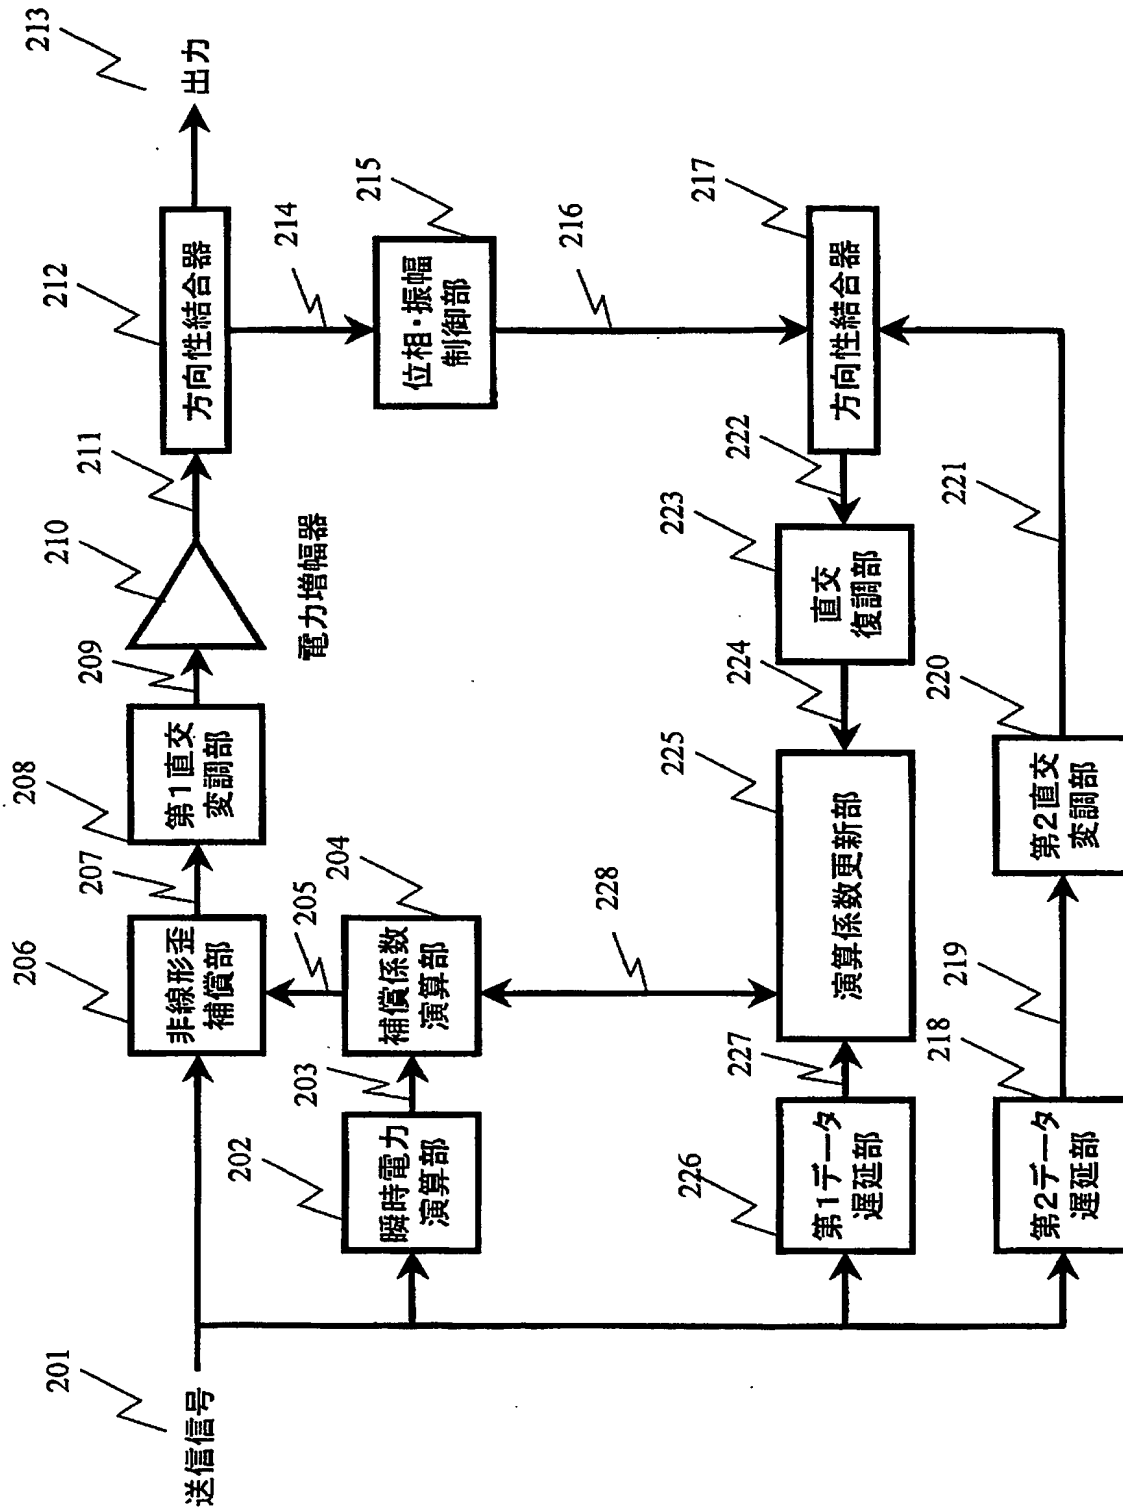 201
送信信号
206
非線形歪
補償部
207
208
第1直交
変調部
209
210
電力増幅器
211
212
方向性結合器
213
出力
202
瞬時電力
演算部
203
204
補償係数
演算部
205
214
215
位相・振幅
制御部
216
228
226
第1データ
遅延部
227
225
演算係数更新部
224
223
直交
復調部
222
217
方向性結合器
218
第2データ
遅延部
219
220
第2直交
変調部
221